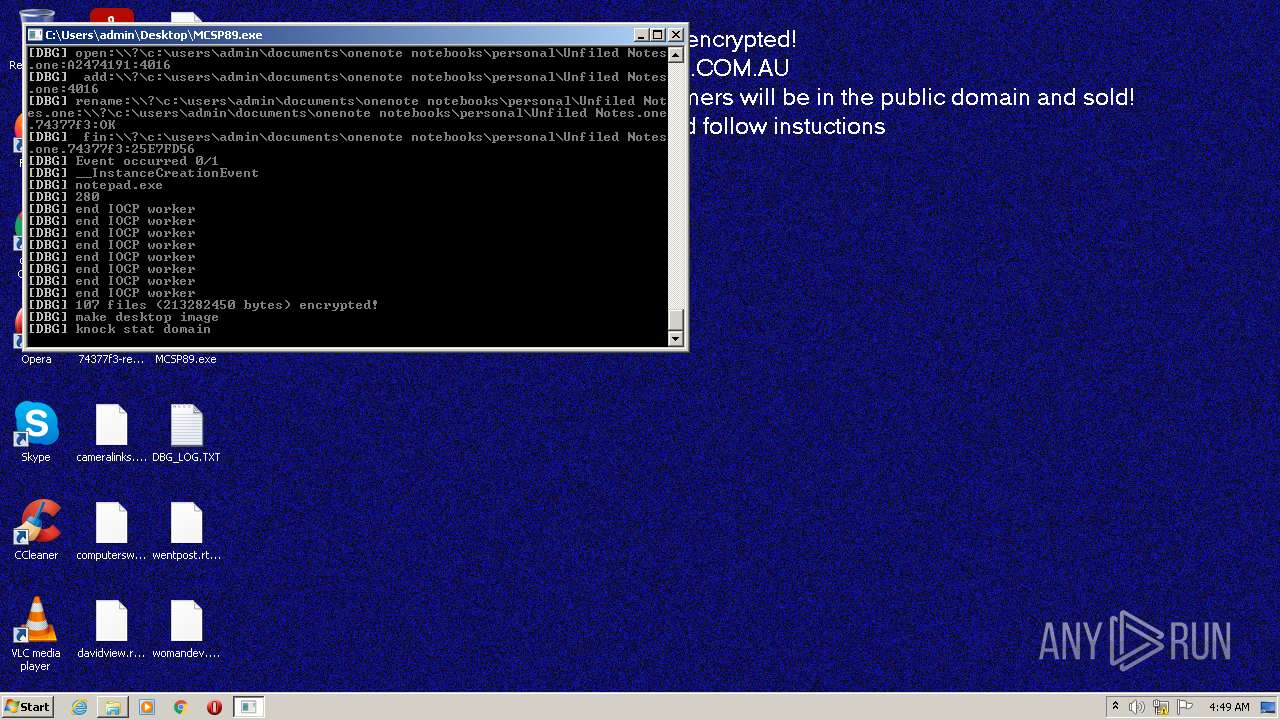 C:\Users\admin\Desktop\MCSP89.exe
[DBG] open:\\?\c:\users\admin\documents\onenote notebooks\personal\Unfiled Notes
.one:A2474191:4016
[DBG]  add:\\?\c:\users\admin\documents\onenote notebooks\personal\Unfiled Notes
.one:4016
[DBG] rename:\\?\c:\users\admin\documents\onenote notebooks\personal\Unfiled Not
es.one:\\?\c:\users\admin\documents\onenote notebooks\personal\Unfiled Notes.one
.74377f3:OK
[DBG]  fin:\\?\c:\users\admin\documents\onenote notebooks\personal\Unfiled Notes
.one.74377f3:25E7FD56
[DBG] Event occurred 0/1
[DBG] __InstanceCreationEvent
[DBG] notepad.exe
[DBG] 280
[DBG] end IOCP worker
[DBG] end IOCP worker
[DBG] end IOCP worker
[DBG] end IOCP worker
[DBG] end IOCP worker
[DBG] end IOCP worker
[DBG] end IOCP worker
[DBG] end IOCP worker
[DBG] 107 files (213282450 bytes) encrypted!
[DBG] make desktop image
[DBG] knock stat domain
encrypted!
.COM.AU
mers will be in the public domain and sold!
d follow instuctions
Opera
74377f3-re...
MCSP89.exe
Skype
cameralinks....
DBG_LOG.TXT
CCleaner
computersw...
wentpost.rt...
VLC media
player
davidview.r...
womandev....
ANY RUN
Start
4:49 AM